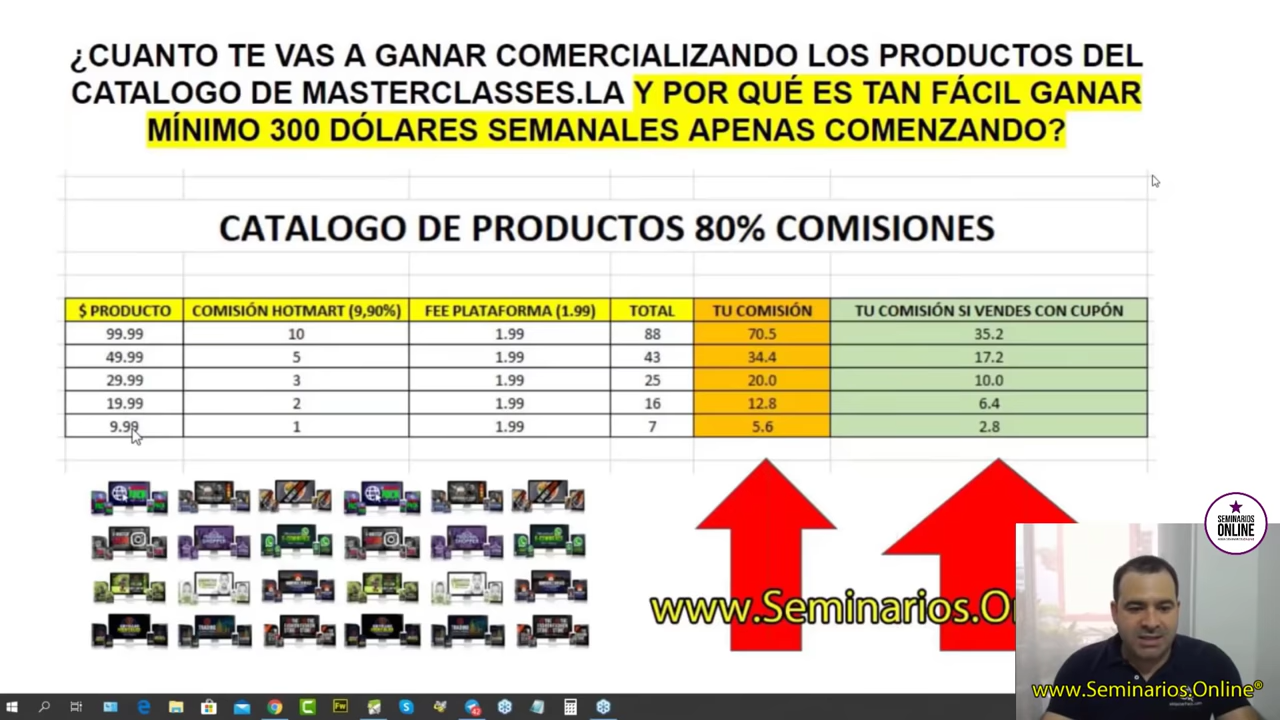 ¿CUANTO TE VAS A GANAR COMERCIALIZANDO LOS PRODUCTOS DEL
CATALOGO DE MASTERCLASSES.LA Y POR QUÉ ES TAN FÁCIL GANAR
MÍNIMO 300 DÓLARES SEMANALES APENAS COMENZANDO?
CATALOGO DE PRODUCTOS 80% COMISIONES
$ PRODUCTO COMISIÓN HOTMART (9,90%) FEE PLATAFORMA (1.99) TOTAL TU COMISIÓN TU COMISIÓN SI VENDES CON CUPÓN
99.99 10 1.99 88 70.5 35.2
49.99 5 1.99 43 34.4 17.2
29.99 3 1.99 25 20.0 10.0
19.99 2 1.99 16 12.8 6.4
9.99 1 1.99 7 5.6 2.8
SEMINARIOS
ONLINE
www.Seminarios.On
www.Seminarios.Online®
Fw